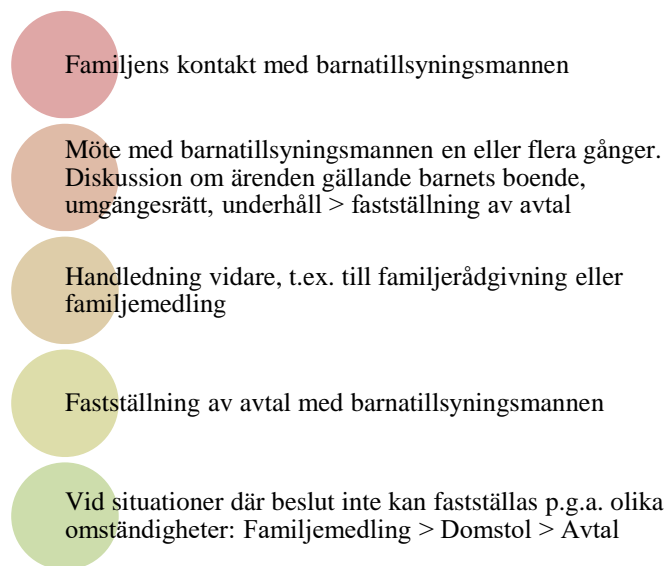 Familjens kontakt med barnatillsyningsmannen
Möte med barnatillsyningsmannen en eller flera gånger.
Diskussion om ärenden gällande barnets boende,
umgängesrätt, underhåll > fastställning av avtal
Handledning vidare, t.ex. till familjerådgivning eller
familjemedling
Fastställning av avtal med barnatillsyningsmannen
Vid situationer där beslut inte kan fastställas p.g.a. olika
omständigheter: Familjemedling > Domstol > Avtal